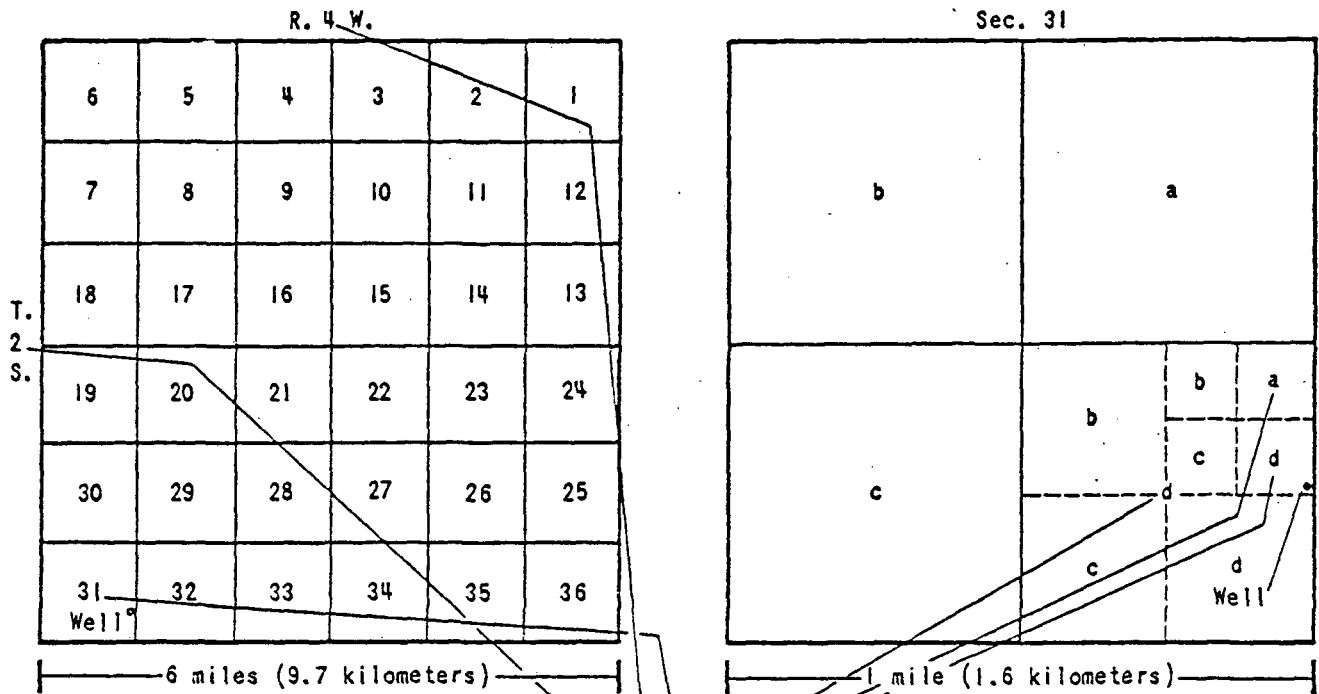 R. 4 W.
6 5 4 3 2 1
7 8 9 10 11 12
18 17 16 15 14 13
T.
2
S.
19 20 21 22 23 24
30 29 28 27 26 25
31 32 33 34 35 36
Well
6 miles (9.7 kilometers)
Sec. 31
b a
b a
b
c d
c
d
c d
Well
1 mile (1.6 kilometers)